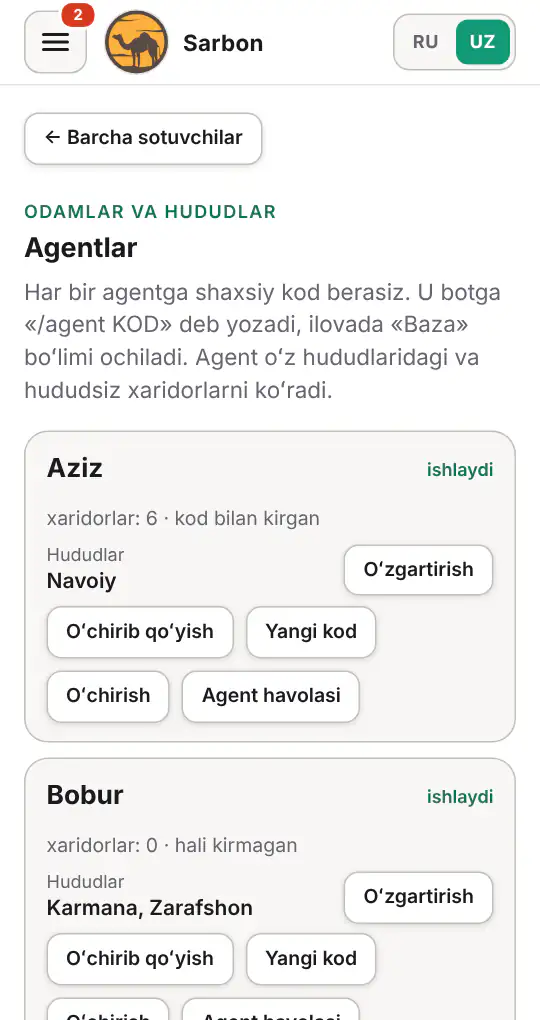 2
Sarbon
RU UZ
← Barcha sotuvchilar
ODAMLAR VA HUDUDLAR
Agentlar
Har bir agentga shaxsiy kod berasiz. U botga
«/agent KOD» deb yozadi, ilovada «Baza»
boʻlimi ochiladi. Agent oʻz hududlaridagi va
hududsiz xaridorlarni koʻradi.
Aziz ishlaydi
xaridorlar: 6 · kod bilan kirgan
Hududlar
Navoiy
Oʻzgartirish
Oʻchirib qoʻyish Yangi kod
Oʻchirish Agent havolasi
Bobur ishlaydi
xaridorlar: 0 · hali kirmagan
Hududlar
Karmana, Zarafshon
Oʻzgartirish
Oʻchirib qoʻyish Yangi kod
Oʻchirish Agent havolasi